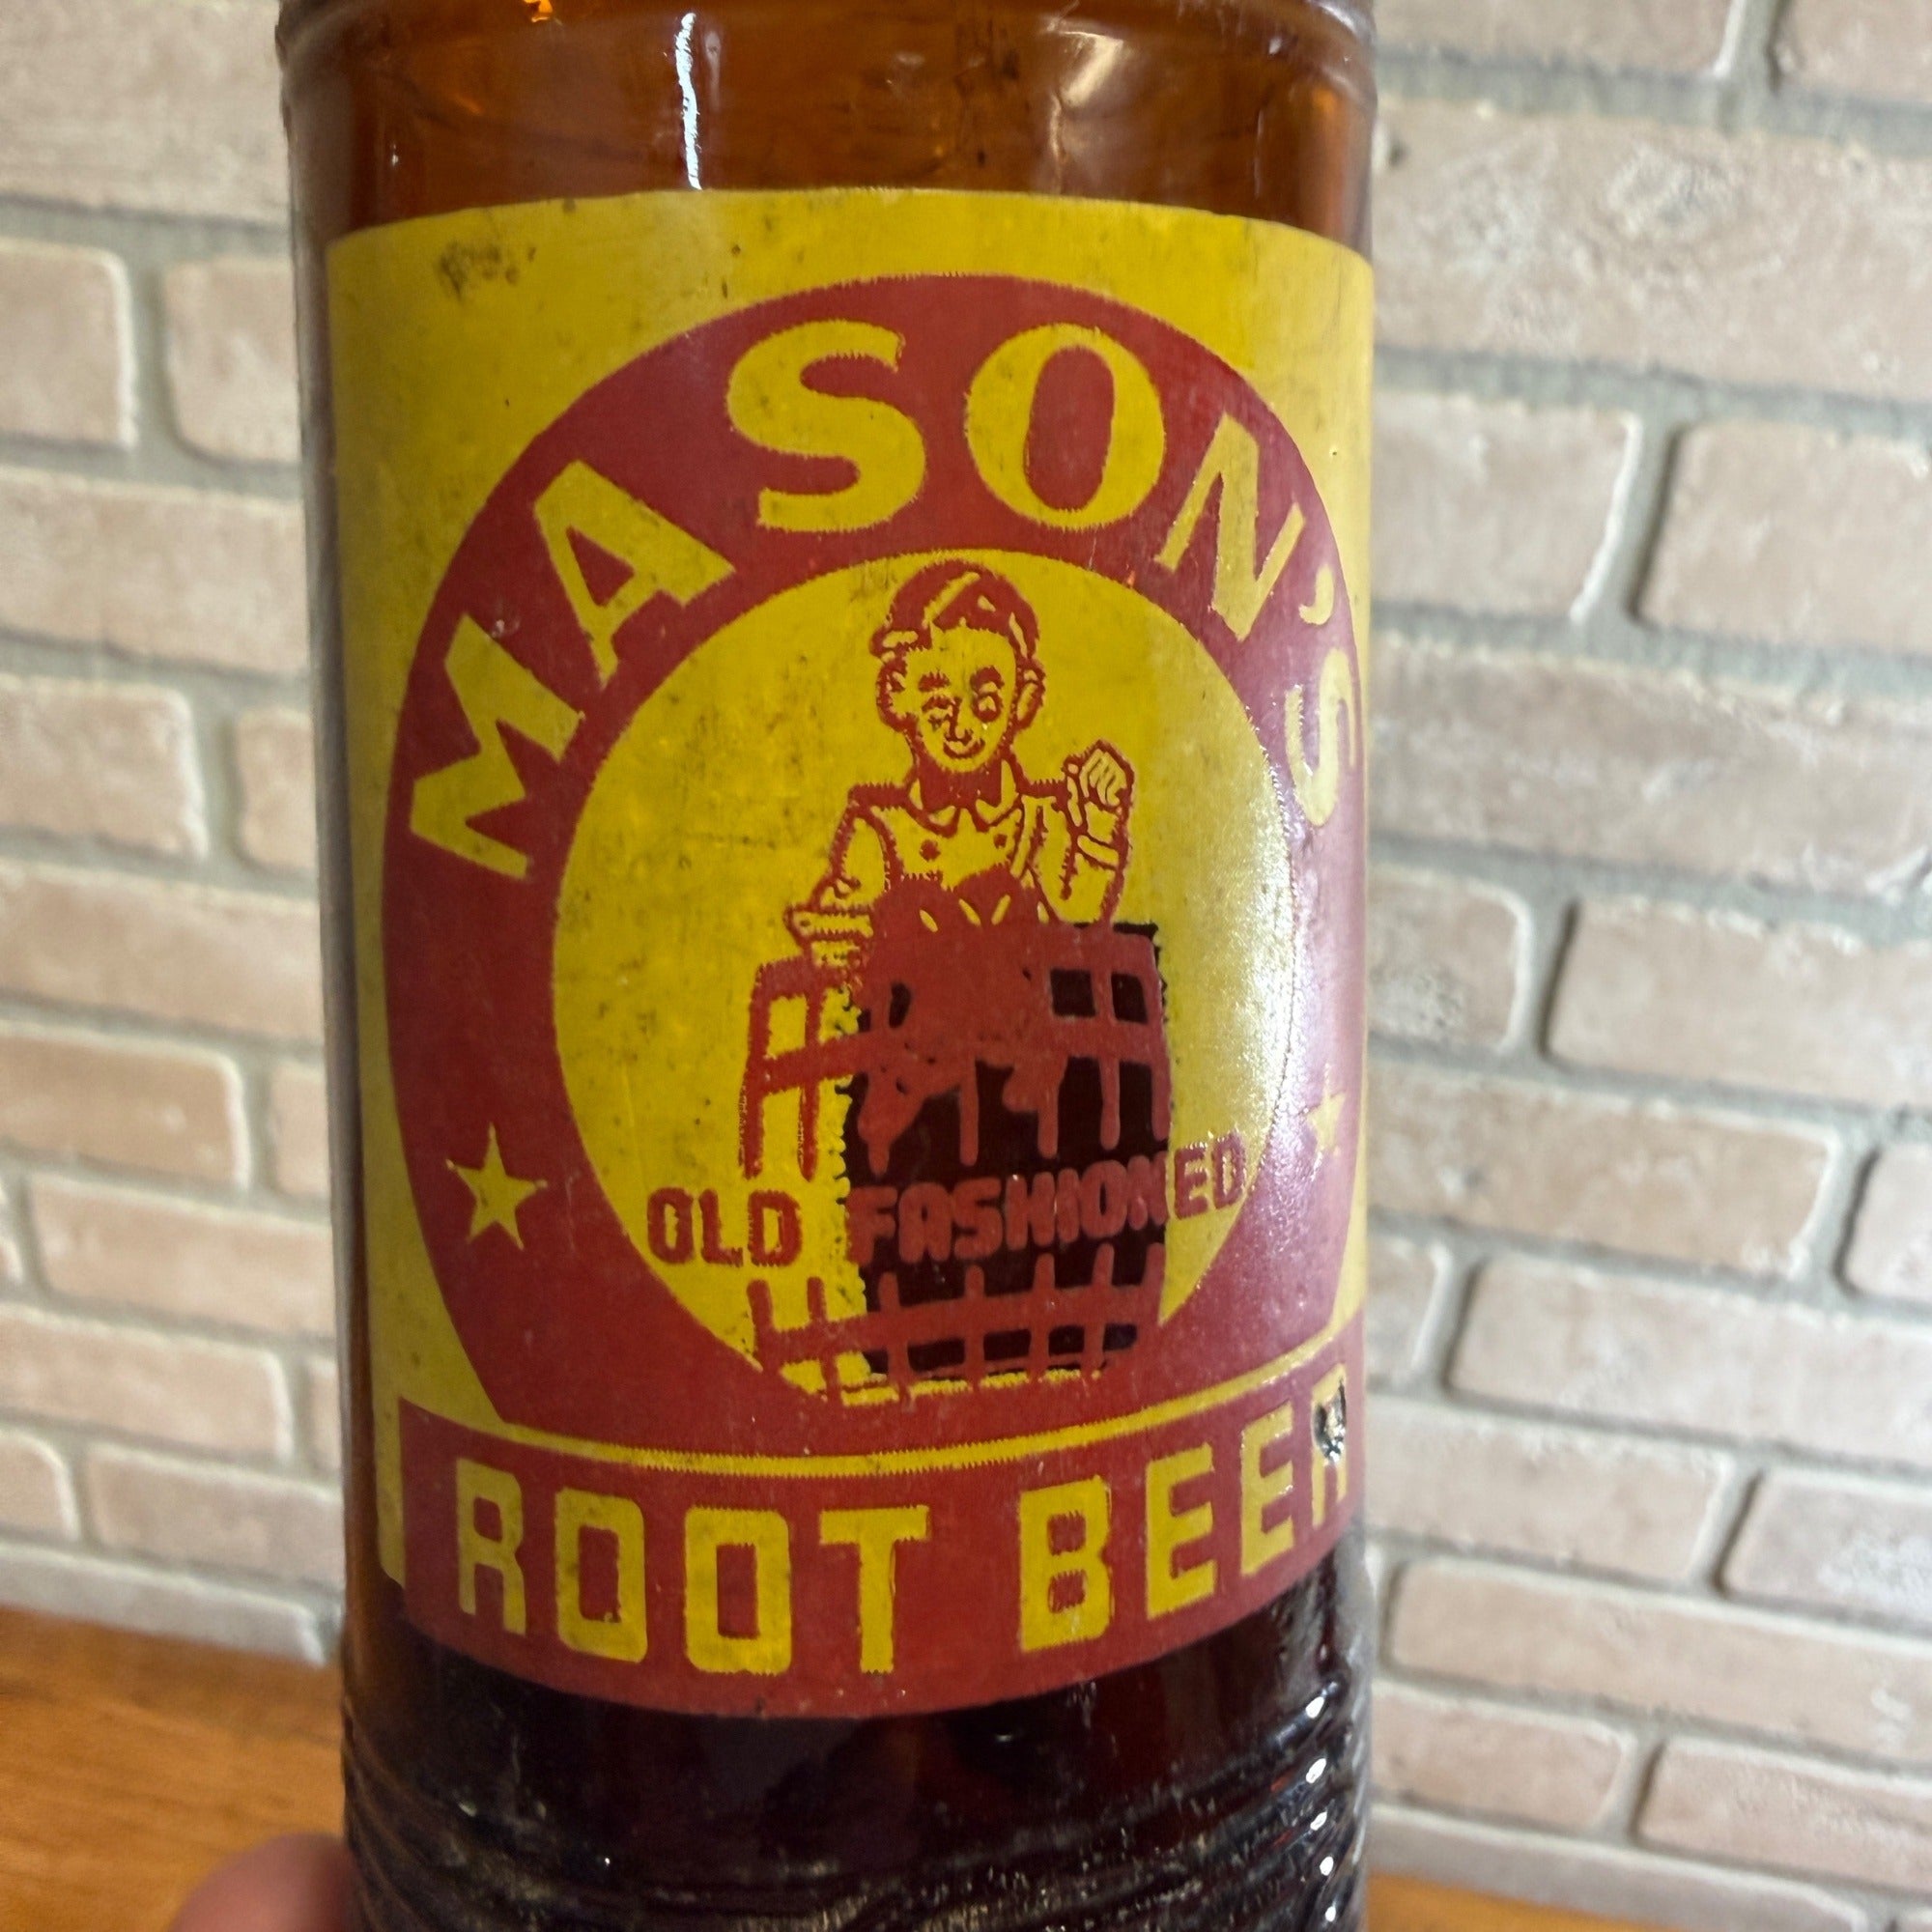 MASON'S
OLD FASHIONED
ROOT BEER